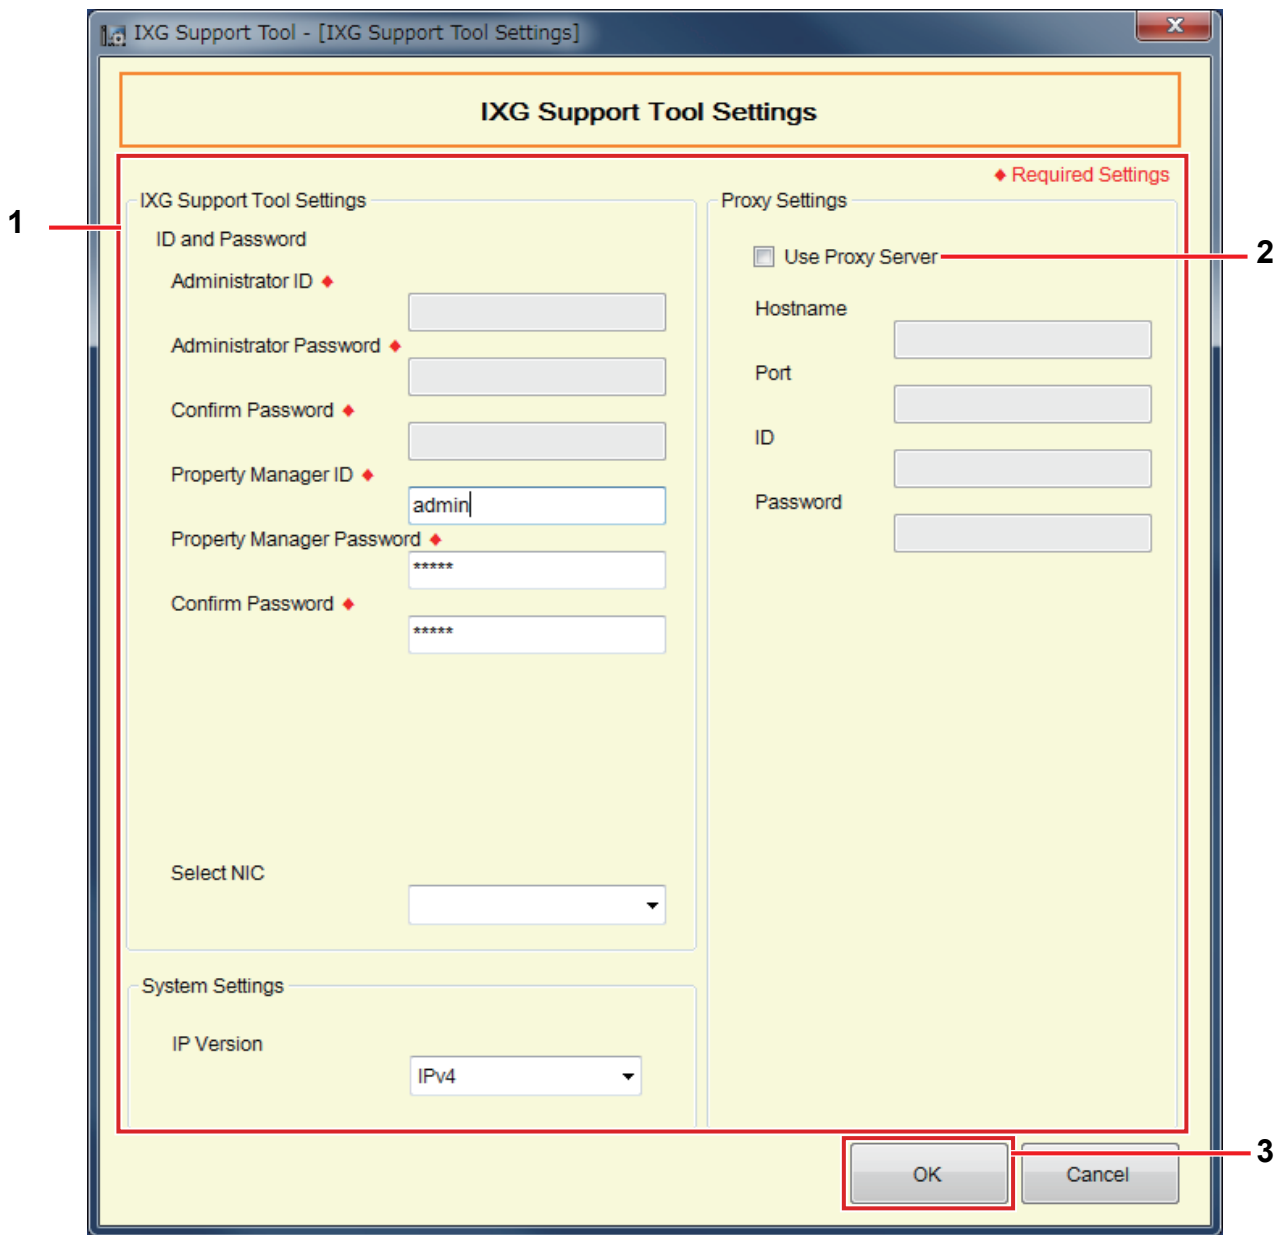 IXG Support Tool - [IXG Support Tool Settings]
x
IXG Support Tool Settings
◆ Required Settings
1
IXG Support Tool Settings
ID and Password
Administrator ID ◆
Administrator Password ◆
Confirm Password ◆
Property Manager ID ◆
admin
Property Manager Password ◆
*****
Confirm Password ◆
*****
Select NIC
System Settings
IP Version
IPv4
Proxy Settings
Use Proxy Server
2
Hostname
Port
ID
Password
OK
Cancel
3